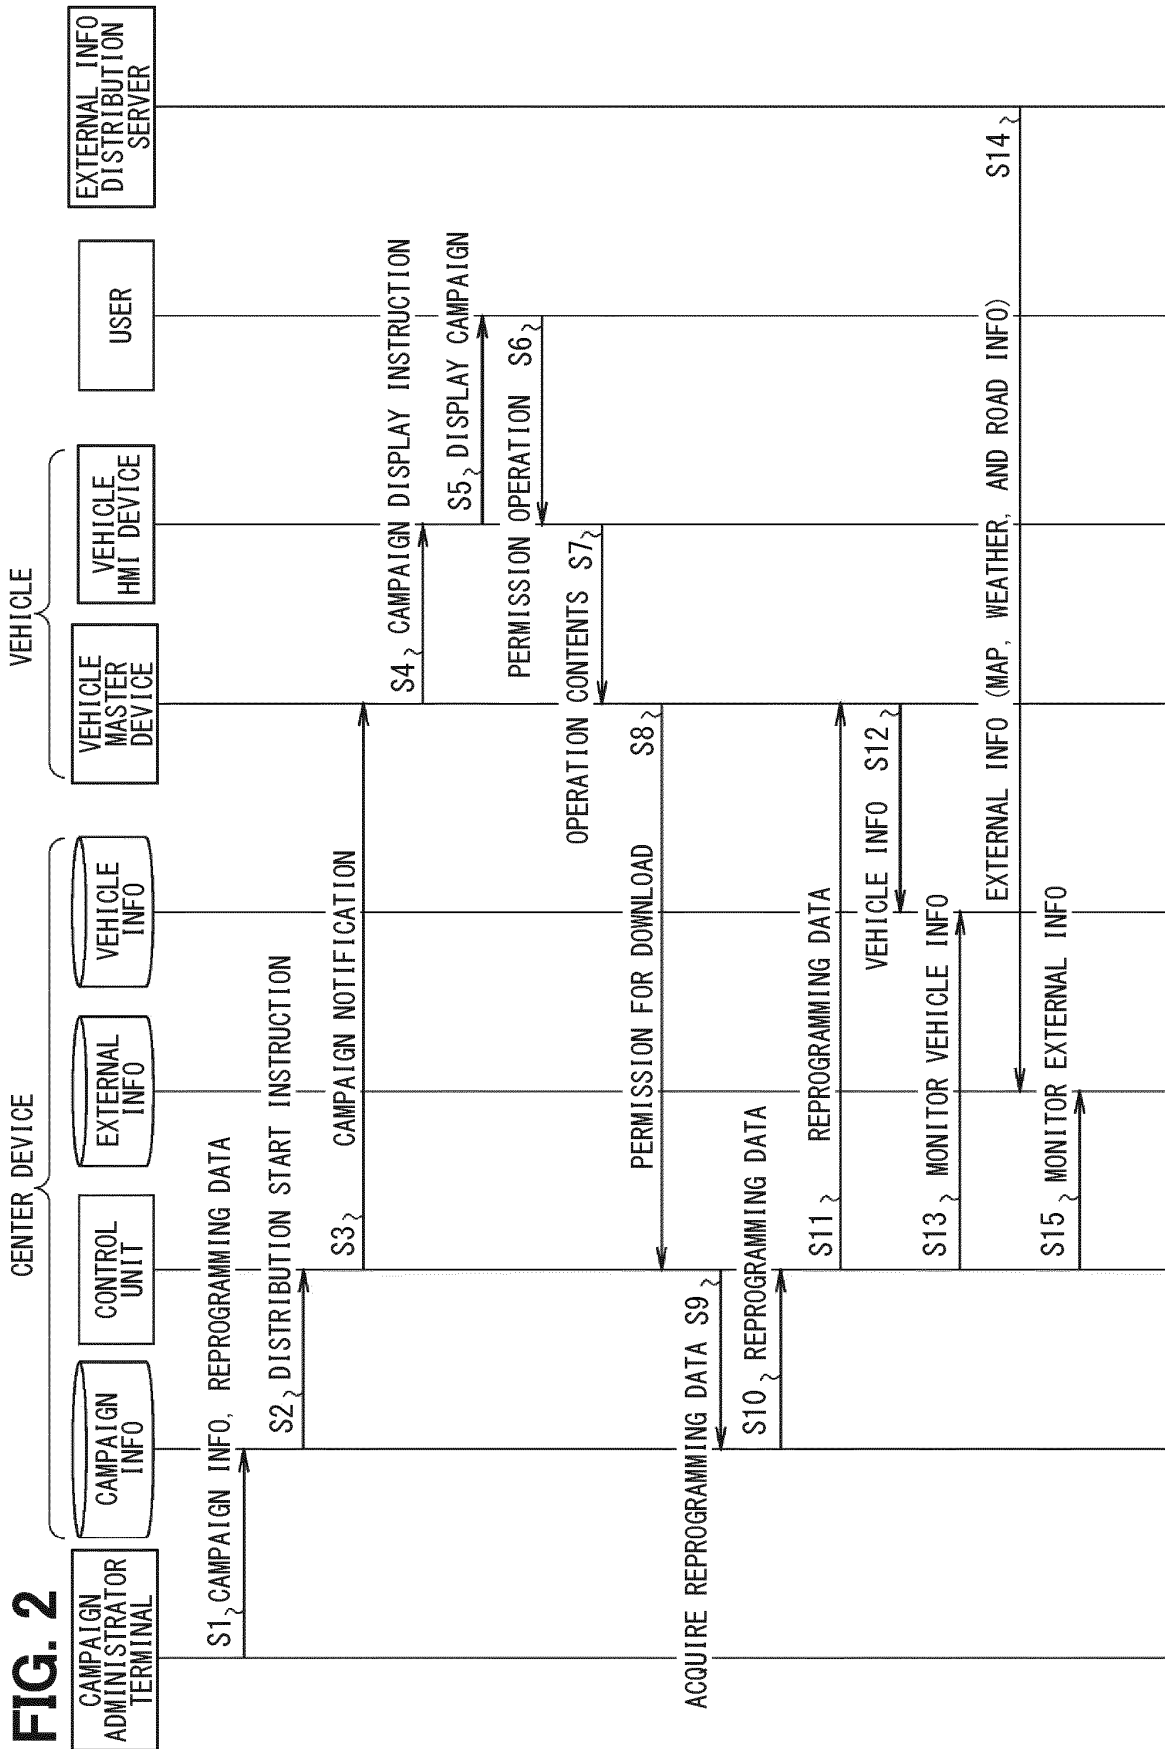 FIG. 2
CENTER DEVICE
VEHICLE
CAMPAIGN
ADMINISTRATOR
TERMINAL
CAMPAIGN
INFO
CONTROL
UNIT
EXTERNAL
INFO
VEHICLE
INFO
VEHICLE
MASTER
DEVICE
VEHICLE
HMI DEVICE
USER
EXTERNAL INFO
DISTRIBUTION
SERVER
S1 CAMPAIGN INFO, REPROGRAMMING DATA
S2 DISTRIBUTION START INSTRUCTION
S3 CAMPAIGN NOTIFICATION
S4 CAMPAIGN DISPLAY INSTRUCTION
S5 DISPLAY CAMPAIGN
PERMISSION OPERATION S6
OPERATION CONTENTS S7
PERMISSION FOR DOWNLOAD S8
ACQUIRE REPROGRAMMING DATA S9
S10 REPROGRAMMING DATA
S11 REPROGRAMMING DATA
VEHICLE INFO S12
S13 MONITOR VEHICLE INFO
EXTERNAL INFO (MAP, WEATHER, AND ROAD INFO) S14
S15 MONITOR EXTERNAL INFO